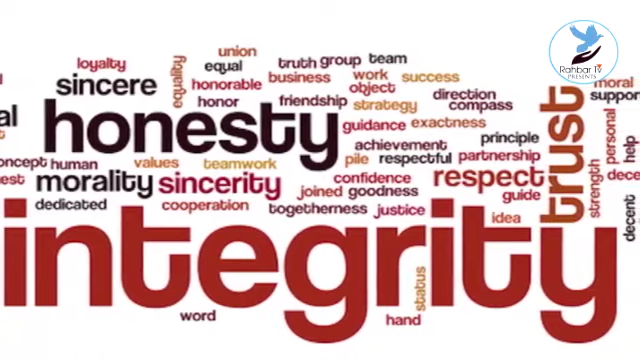 union
loyalty
equal
truth
group
team
Rahbar TV
PRESENTS
sincere
equality
honorable
business
work
success
moral
object
support
honor
friendship
strategy
direction
compass
honesty
guidance
exactness
trust
personal
principle
achievement
help
concept
human
values
teamwork
pile
respectful
partnership
morality
sincerity
confidence
respect
strength
joined
goodness
guide
dedicated
cooperation
togetherness
justice
idea
decent
integrity
status
word
hand